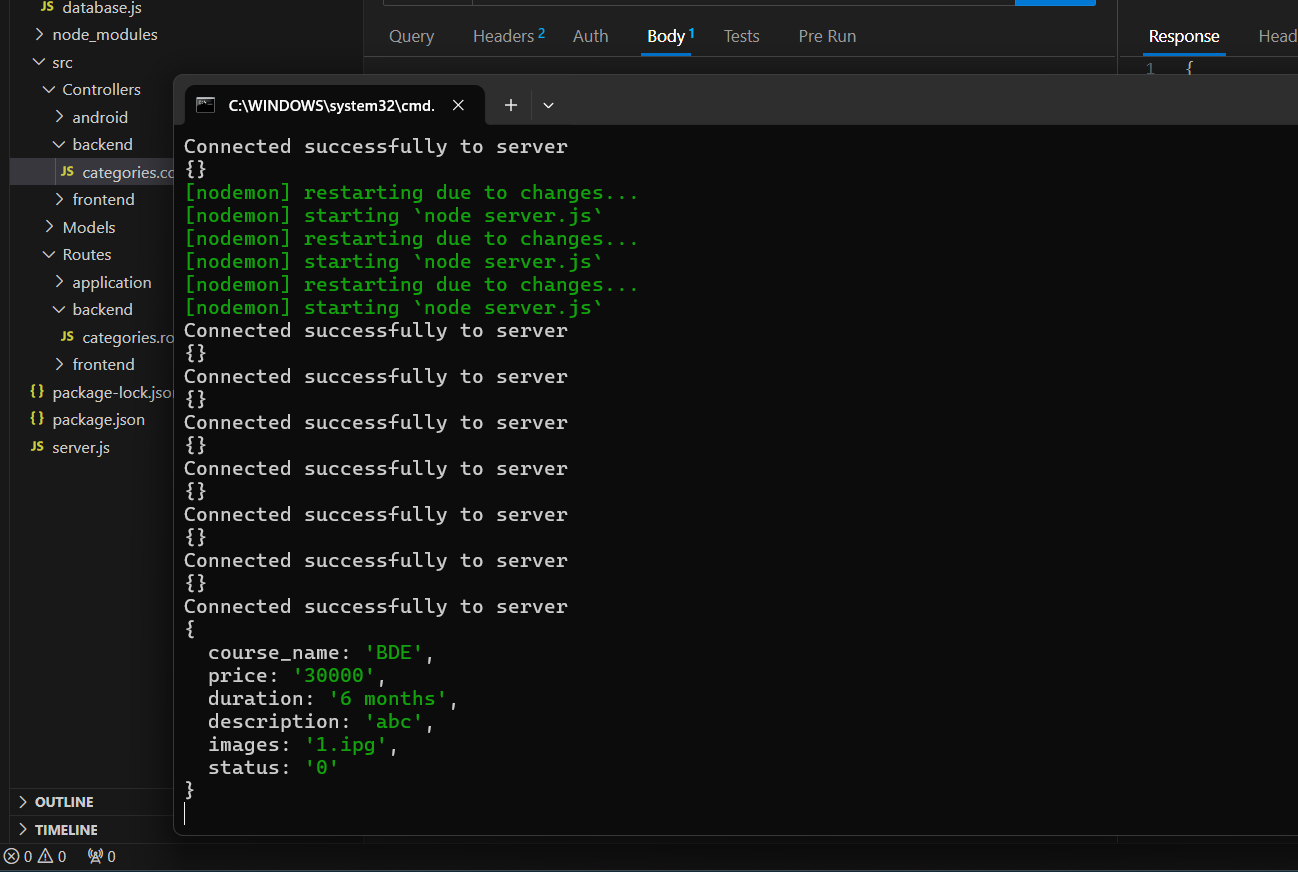 JS database.js
node_modules
src
Controllers
android
backend
JS categories.cc
frontend
Models
Routes
application
backend
JS categories.ro
frontend
{} package-lock.json
{} package.json
JS server.js
OUTLINE
TIMELINE
0 0 0
Query Headers 2 Auth Body 1 Tests Pre Run
Response Head
1 {
C:\WINDOWS\system32\cmd.
Connected successfully to server
{}
[nodemon] restarting due to changes...
[nodemon] starting `node server.js`
[nodemon] restarting due to changes...
[nodemon] starting `node server.js`
[nodemon] restarting due to changes...
[nodemon] starting `node server.js`
Connected successfully to server
{}
Connected successfully to server
{}
Connected successfully to server
{}
Connected successfully to server
{}
Connected successfully to server
{}
Connected successfully to server
{}
Connected successfully to server
{
course_name: 'BDE',
price: '30000',
duration: '6 months',
description: 'abc',
images: '1.ipg',
status: '0'
}